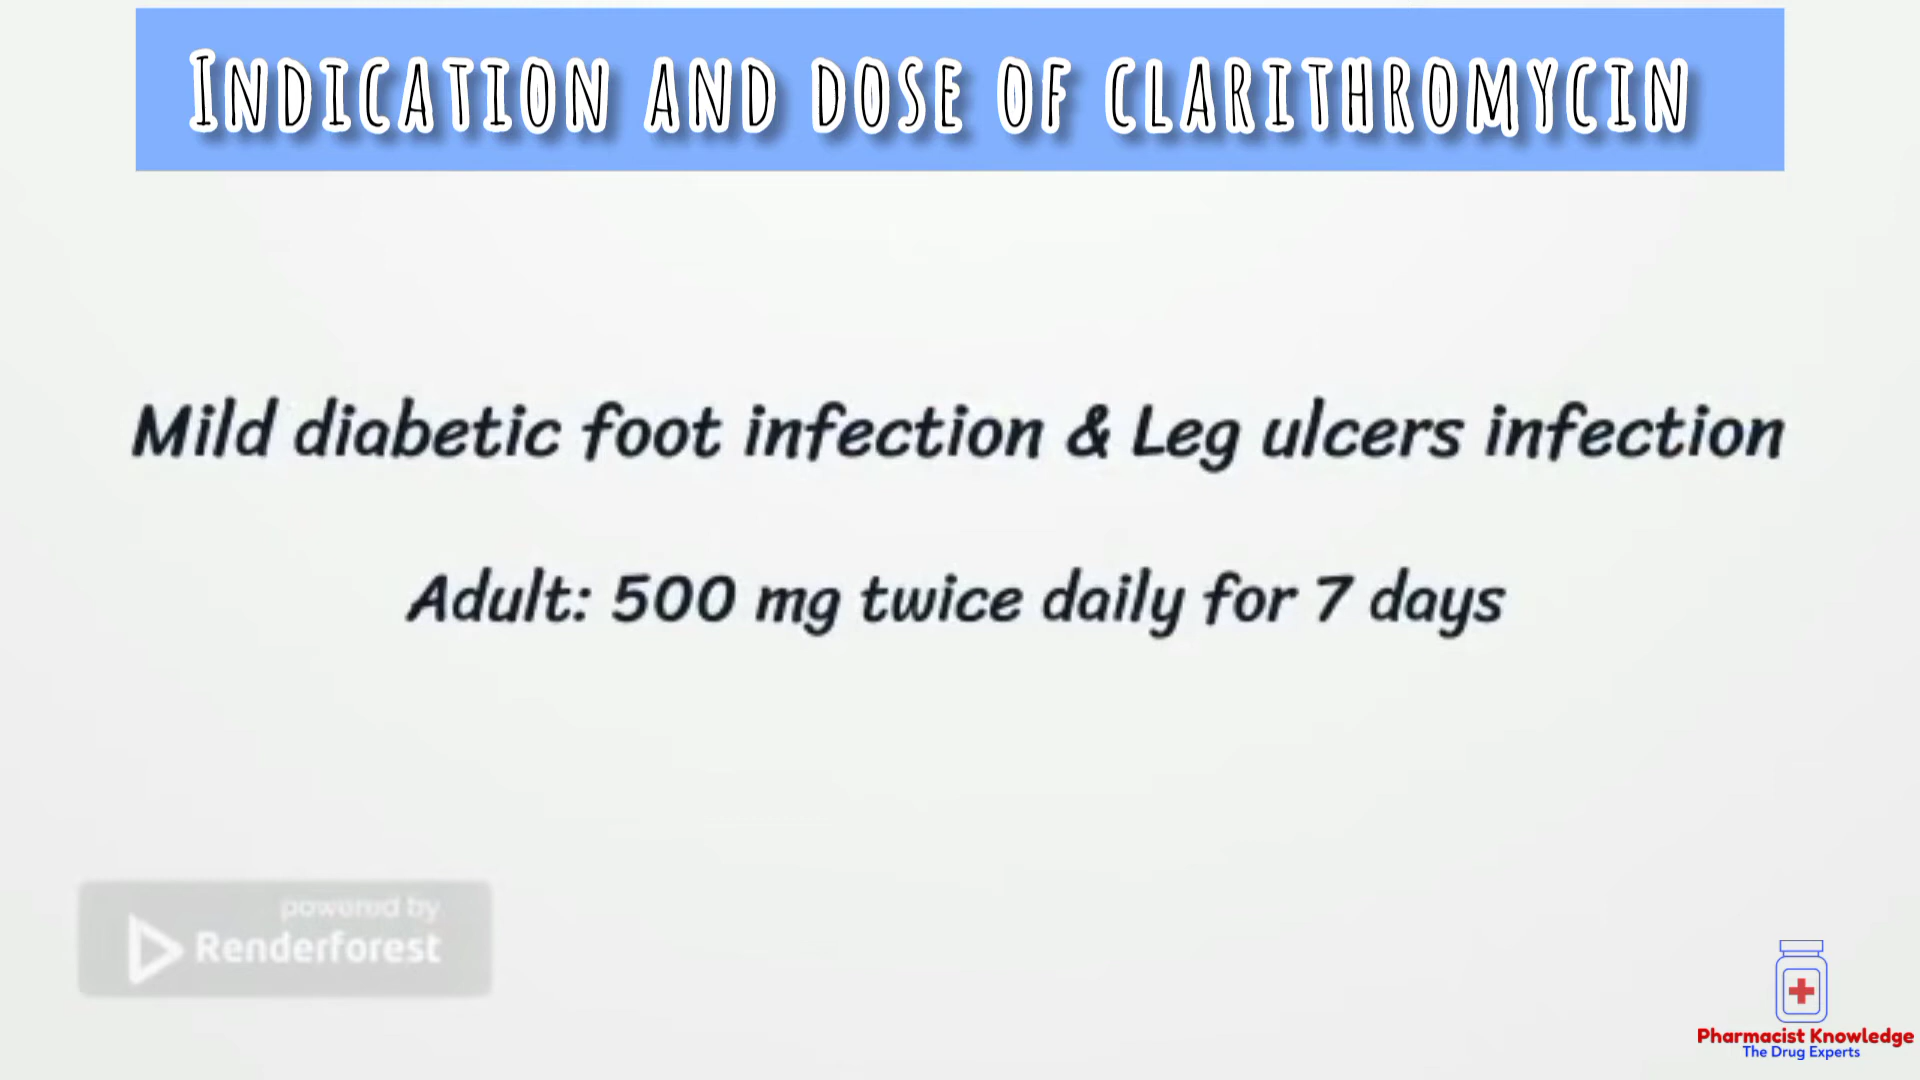 Indication and dose of clarithromycin
Mild diabetic foot infection & Leg ulcers infection
Adult: 500 mg twice daily for 7 days
powered by
Renderforest
Pharmacist Knowledge
The Drug Experts